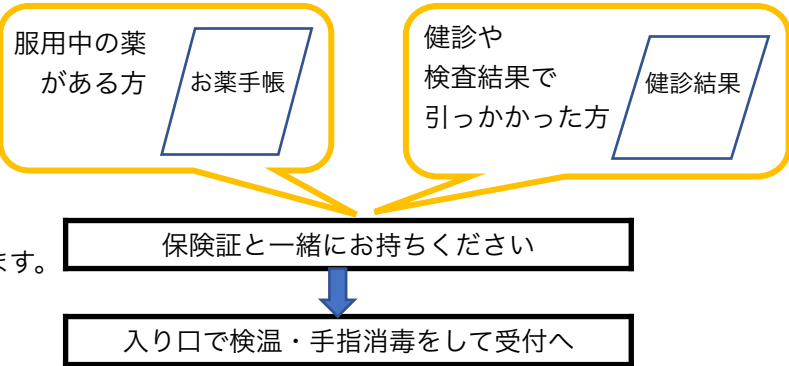 服用中の薬
がある方
お薬手帳
健診や
検査結果で
引っかかった方
健診結果
保険証と一緒にお持ちください
ます。
入り口で検温・手指消毒をして受付へ